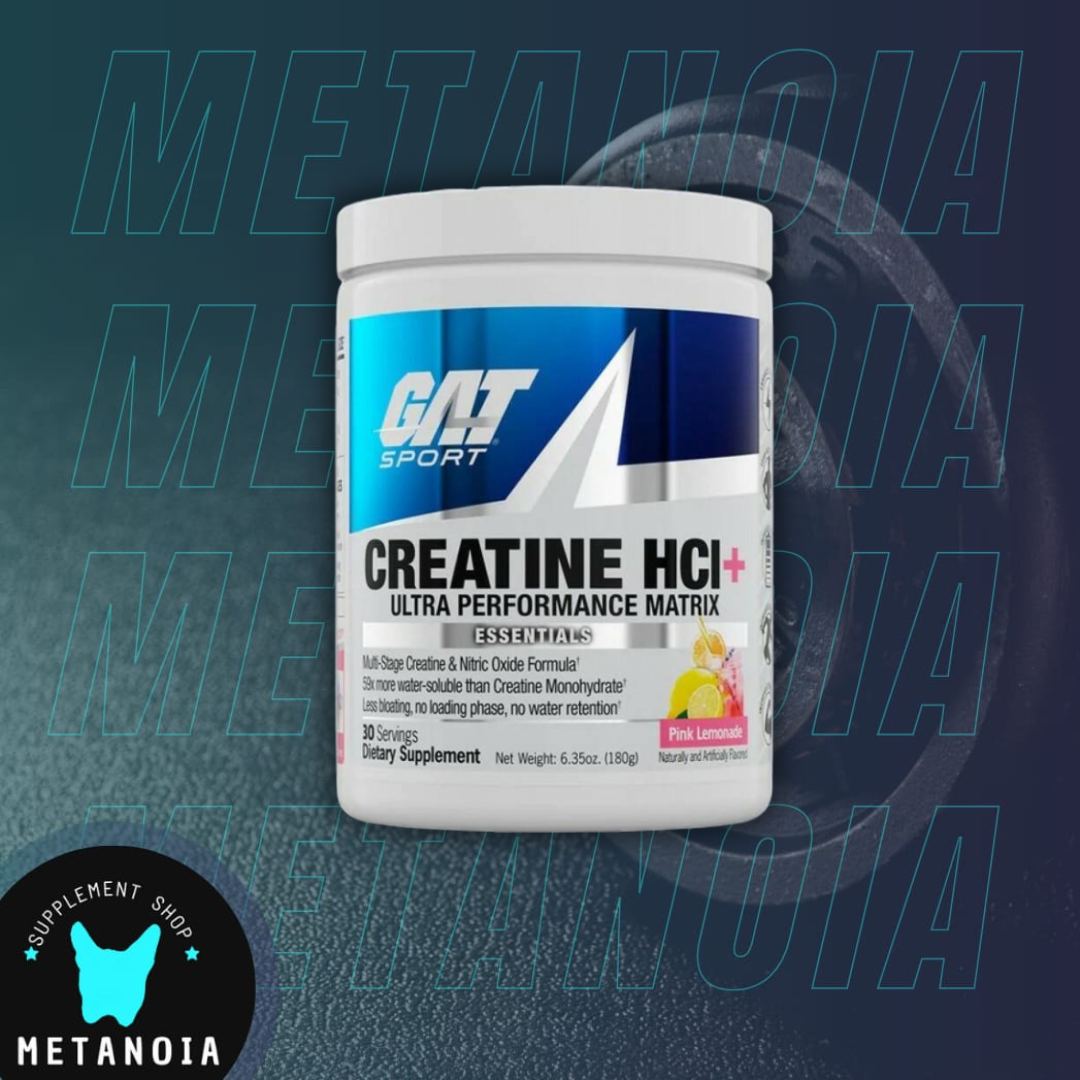 METANOIA
METANOIA
METANOIA
METANOIA
GAT
SPORT
CREATINE HCl+
ULTRA PERFORMANCE MATRIX
ESSENTIALS
Multi-Stage Creatine & Nitric Oxide Formula†
59x more water-soluble than Creatine Monohydrate†
Less bloating, no loading phase, no water retention†
30 Servings
Dietary Supplement
Net Weight: 6.35oz. (180g)
Pink Lemonade
Naturally and Artificially Flavored
SUPPLEMENT SHOP
METANOIA